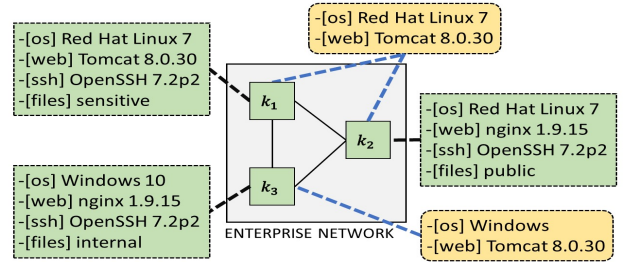 -[os] Red Hat Linux 7
-[web] Tomcat 8.0.30
-[ssh] OpenSSH 7.2p2
-[files] sensitive
-[os] Red Hat Linux 7
-[web] Tomcat 8.0.30
k1
k2
k3
-[os] Red Hat Linux 7
-[web] nginx 1.9.15
-[ssh] OpenSSH 7.2p2
-[files] public
-[os] Windows 10
-[web] nginx 1.9.15
-[ssh] OpenSSH 7.2p2
-[files] internal
ENTERPRISE NETWORK
-[os] Windows
-[web] Tomcat 8.0.30